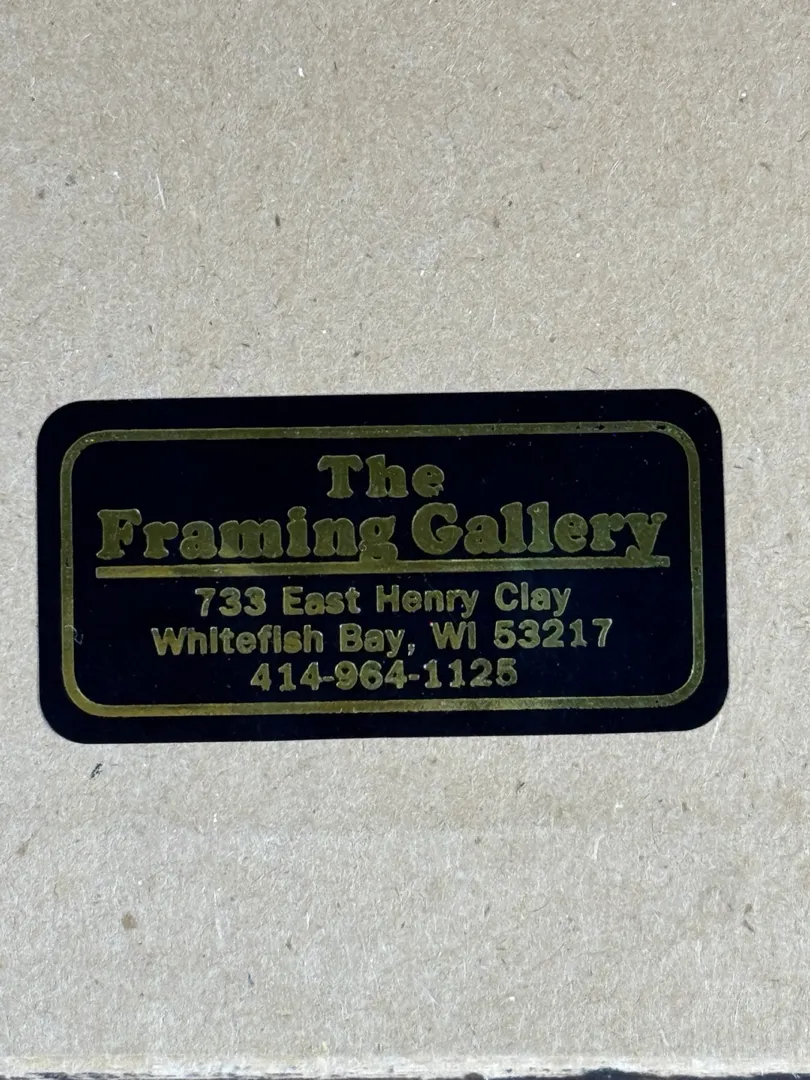 The
Framing Gallery
733 East Henry Clay
Whitefish Bay, WI 53217
414-964-1125